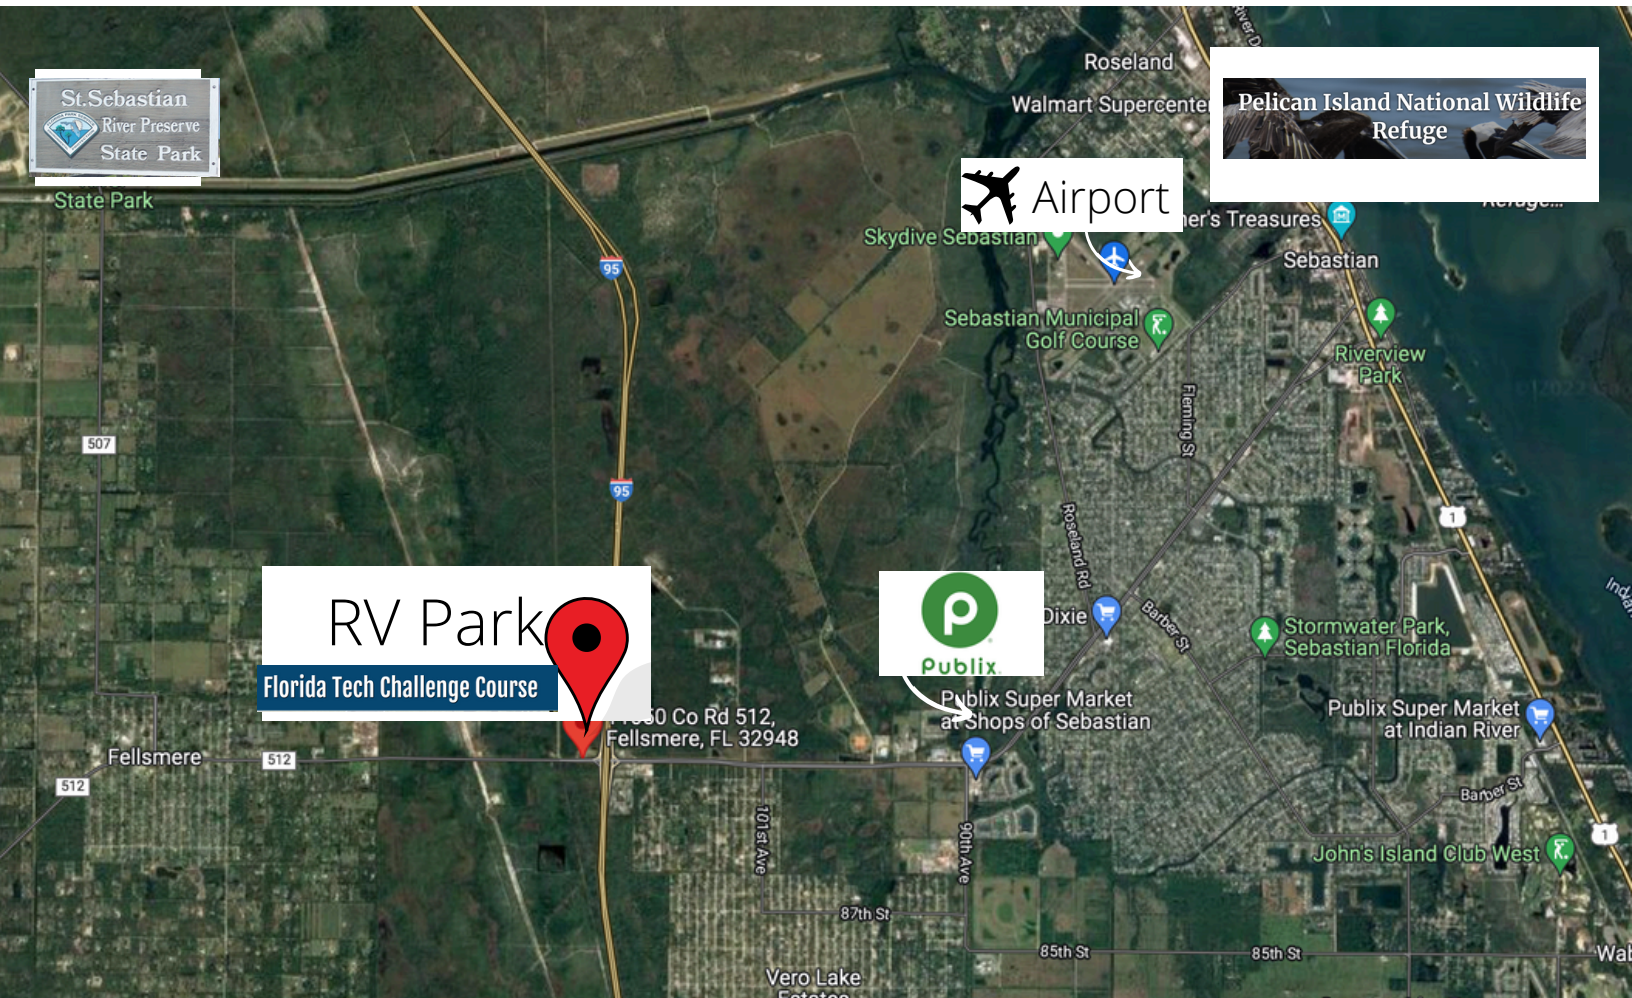 Roseland
Walmart Supercenter
St.Sebastian
River Preserve
State Park
State Park
Pelican Island National Wildlife
Refuge
Airport
ner's Treasures
Skydive Sebastian
Sebastian
95
Sebastian Municipal
Golf Course
Riverview
Park
Fleming St
507
95
1
Roseland Rd
RV Park
Florida Tech Challenge Course
Publix.
Dixie
Barber St
Stormwater Park,
Sebastian Florida
Publix Super Market
at Shops of Sebastian
Publix Super Market
at Indian River
Co Rd 512,
Fellsmere, FL 32948
Fellsmere
512
512
Barber St
101st Ave
90th Ave
1
John's Island Club West
87th St
85th St
85th St
Vero Lake
Estates